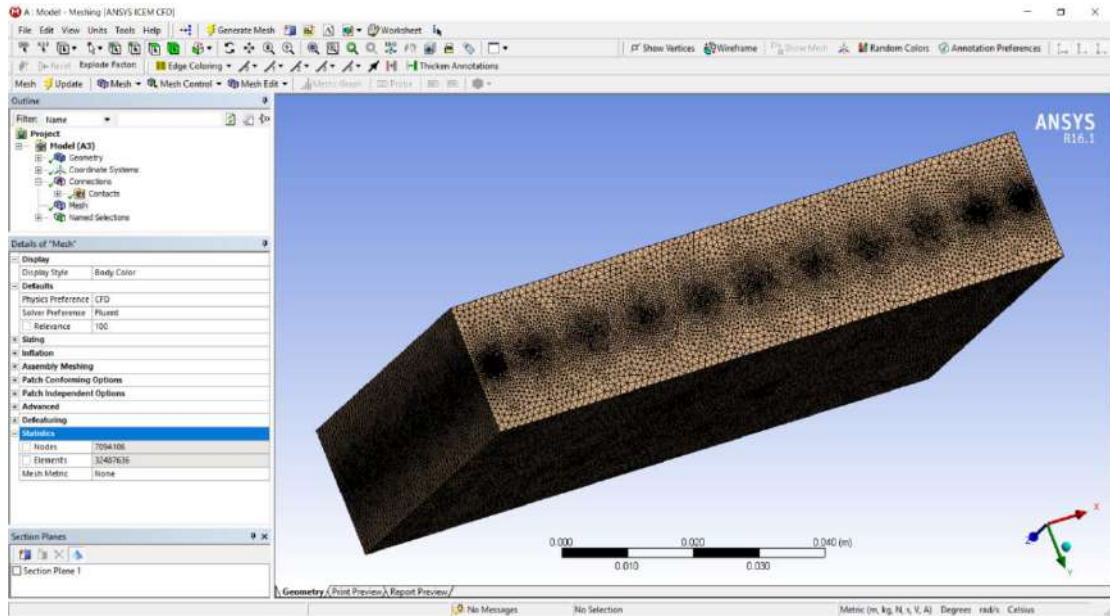 A : Model - Meshing [ANSYS ICEM CFD]
File Edit View Units Tools Help Generate Mesh Worksheet
Show Vertices Wireframe Show Mesh Random Colors Annotation Preferences
Explode Factor: Edge Coloring Thicken Annotations
Mesh Update Mesh Mesh Control Mesh Edit Metric Graph Probe
Outline
Filter: Name
Project
Model (A3)
Geometry
Coordinate Systems
Connections
Contacts
Mesh
Named Selections
Details of "Mesh"
Display
Display Style Body Color
Defaults
Physics Preference CFD
Solver Preference Fluent
Relevance 100
Sizing
Inflation
Assembly Meshing
Patch Conforming Options
Patch Independent Options
Advanced
Defeaturing
Statistics
Nodes 7094106
Elements 32487636
Mesh Metric None
Section Planes
Section Plane 1
ANSYS
R16.1
0.000 0.020 0.040 (m)
0.010 0.030
X
Y
Z
Geometry Print Preview Report Preview
No Messages No Selection Metric (m, kg, N, s, V, A) Degrees rad/s Celsius